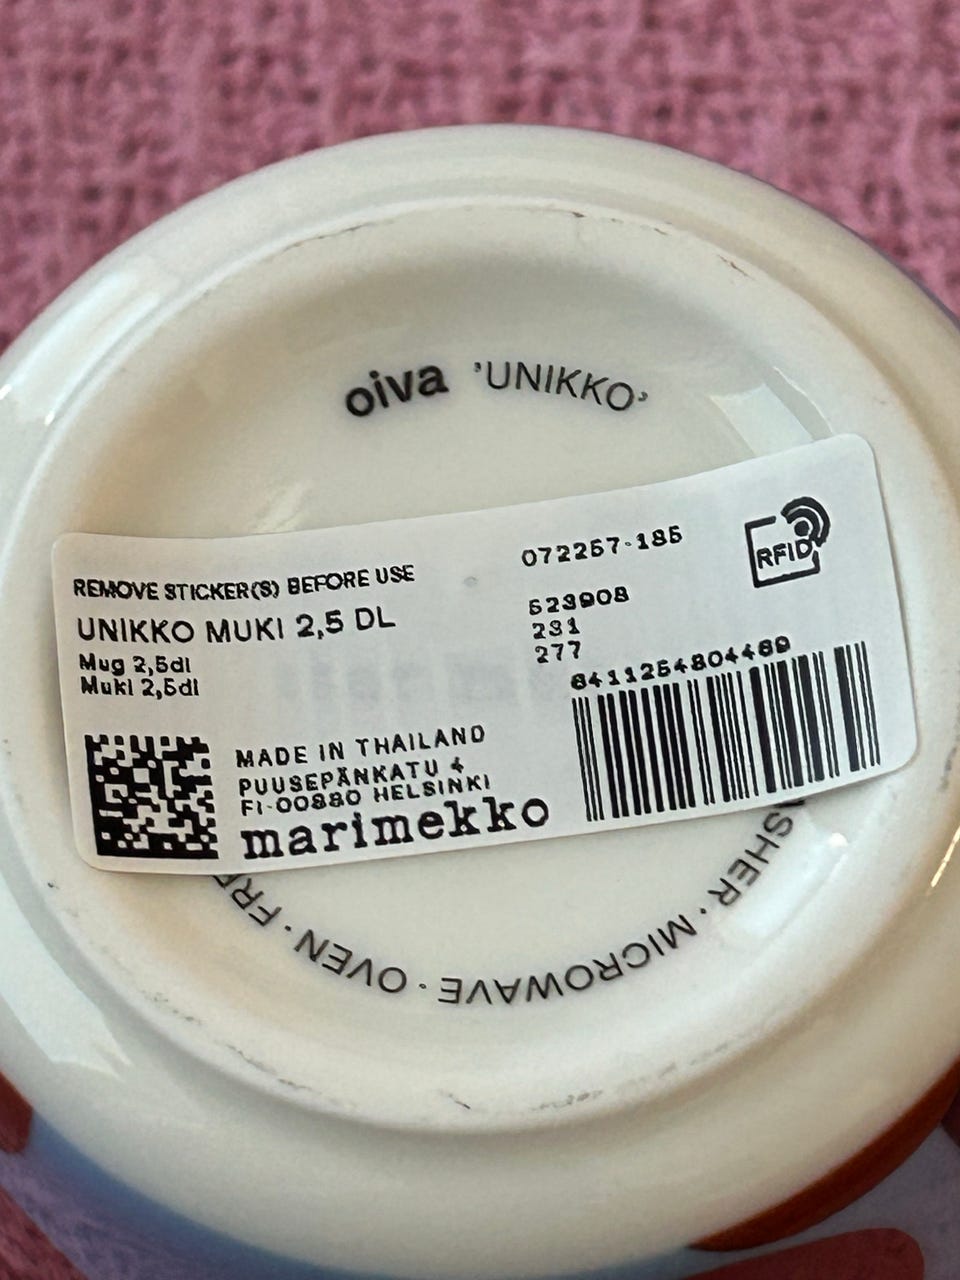 oiva 'UNIKKO'
REMOVE STICKER(S) BEFORE USE
UNIKKO MUKI 2,5 DL
Mug 2,5dl
Muki 2,5dl
072257-185
523908
231
277
RFID
8411254804469
MADE IN THAILAND
PUUSEPÄNKATU 4
FI-00880 HELSINKI
marimekko
SHER · MICROWAVE · OVEN · FRE